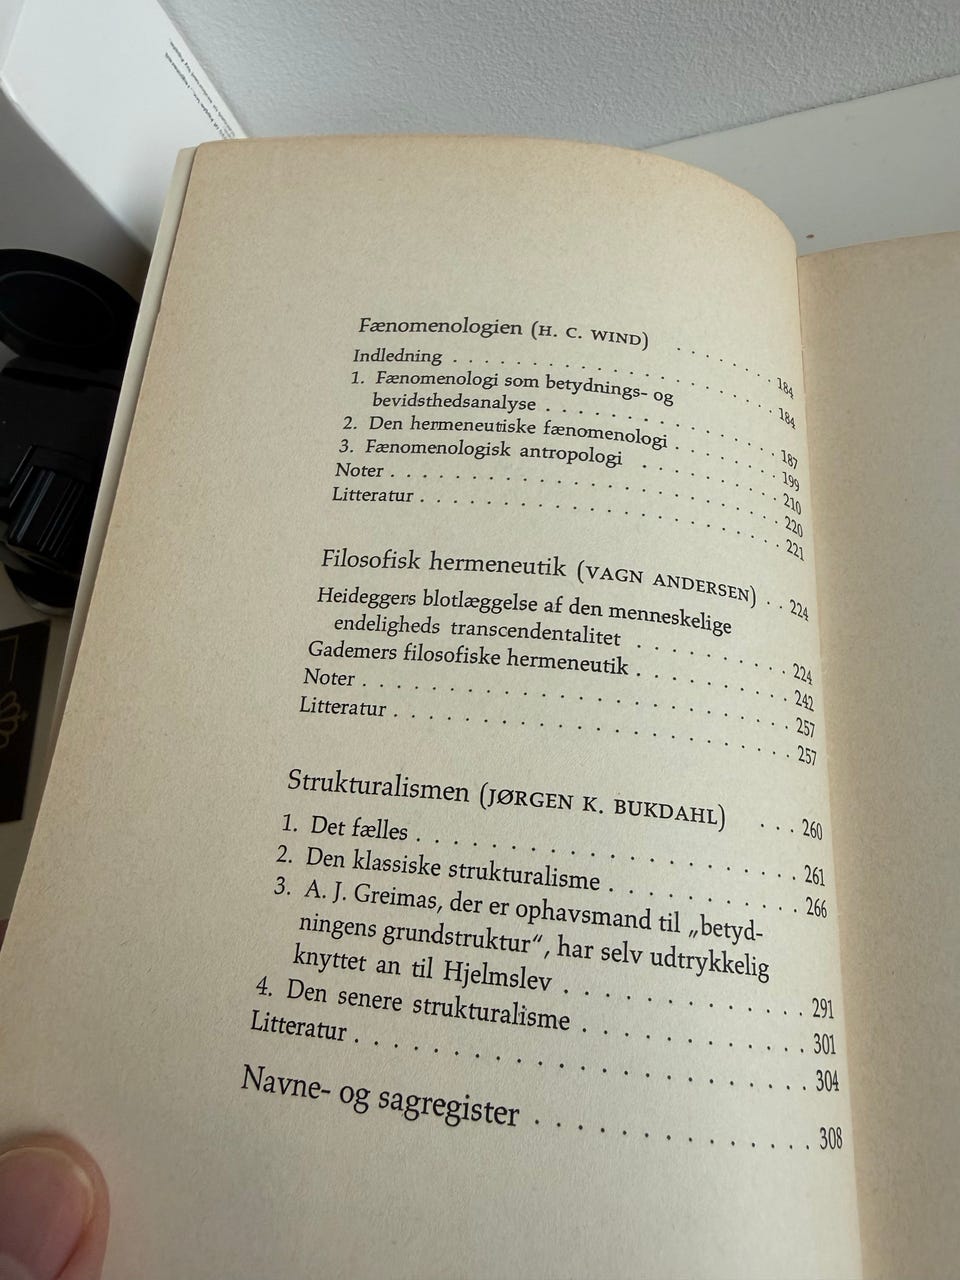 Fænomenologien (H. C. WIND) . . . . . . . 184
Indledning . . . . . . . . . . . . . . . . . . 184
1. Fænomenologi som betydnings- og
bevidsthedsanalyse . . . . . . . . . . . . . 187
2. Den hermeneutiske fænomenologi . . . . . . . 199
3. Fænomenologisk antropologi . . . . . . . . . 210
Noter . . . . . . . . . . . . . . . . . . . . 220
Litteratur . . . . . . . . . . . . . . . . . . 221
Filosofisk hermeneutik (VAGN ANDERSEN) . . 224
Heideggers blotlæggelse af den menneskelige
endeligheds transcendentalitet . . . . . . . . 224
Gademers filosofiske hermeneutik . . . . . . . . 242
Noter . . . . . . . . . . . . . . . . . . . . 257
Litteratur . . . . . . . . . . . . . . . . . . 257
Strukturalismen (JØRGEN K. BUKDAHL) . . . 260
1. Det fælles . . . . . . . . . . . . . . . . 261
2. Den klassiske strukturalisme . . . . . . . . 266
3. A. J. Greimas, der er ophavsmand til „betyd-
ningens grundstruktur“, har selv udtrykkelig
knyttet an til Hjelmslev . . . . . . . . . . . 291
4. Den senere strukturalisme . . . . . . . . . . 301
Litteratur . . . . . . . . . . . . . . . . . . 304
Navne- og sagregister . . . . . . . . . . . . 308